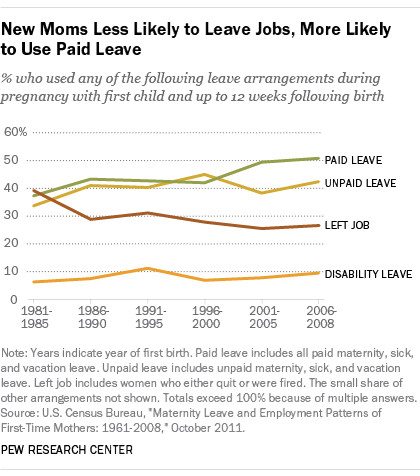 New Moms Less Likely to Leave Jobs, More Likely
to Use Paid Leave
% who used any of the following leave arrangements during
pregnancy with first child and up to 12 weeks following birth
60%
50
40
30
20
10
0
PAID LEAVE
UNPAID LEAVE
LEFT JOB
DISABILITY LEAVE
1981-
1985
1986-
1990
1991-
1995
1996-
2000
2001-
2005
2006-
2008
Note: Years indicate year of first birth. Paid leave includes all paid maternity, sick,
and vacation leave. Unpaid leave includes unpaid maternity, sick, and vacation
leave. Left job includes women who either quit or were fired. The small share of
other arrangements not shown. Totals exceed 100% because of multiple answers.
Source: U.S. Census Bureau, "Maternity Leave and Employment Patterns of
First-Time Mothers: 1961-2008," October 2011.
PEW RESEARCH CENTER